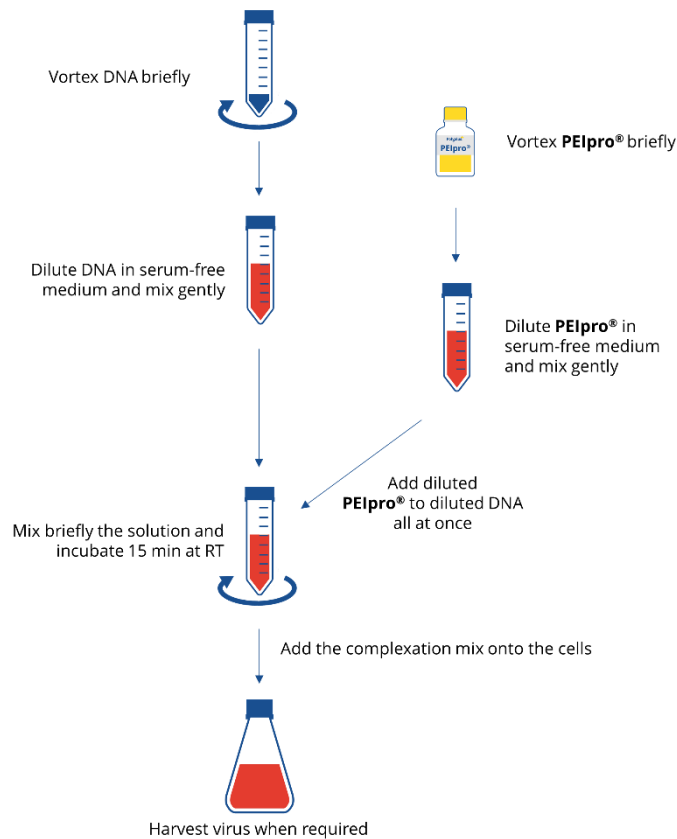 Vortex DNA briefly
Polyplus
PEIpro®
Vortex PEIpro® briefly
Dilute DNA in serum-free
medium and mix gently
Dilute PEIpro® in
serum-free medium
and mix gently
Add diluted
PEIpro® to diluted DNA
all at once
Mix briefly the solution and
incubate 15 min at RT
Add the complexation mix onto the cells
Harvest virus when required